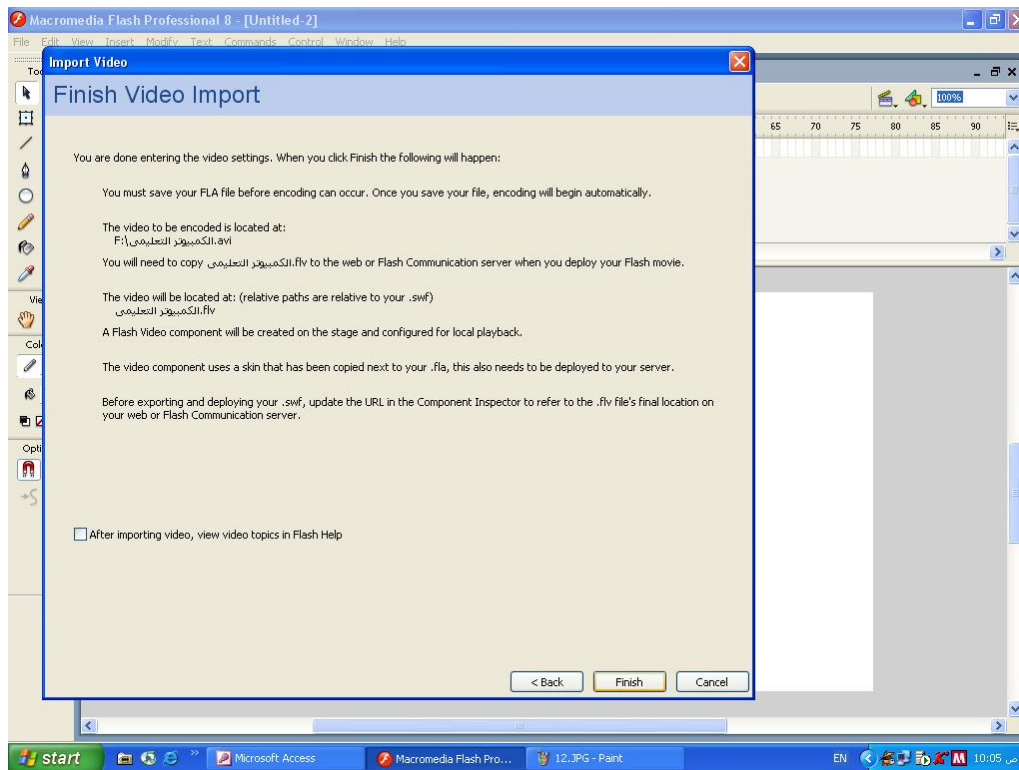 Macromedia Flash Professional 8 - [Untitled-2]
File Edit View Insert Modify Text Commands Control Window Help
Import Video
Finish Video Import
100%
65 70 75 80 85 90
You are done entering the video settings. When you click Finish the following will happen:
You must save your FLA file before encoding can occur. Once you save your file, encoding will begin automatically.
The video to be encoded is located at:
F:\الكمبيوتر التعليمى.avi
You will need to copy الكمبيوتر التعليمى.flv to the web or Flash Communication server when you deploy your Flash movie.
The video will be located at: (relative paths are relative to your .swf)
الكمبيوتر التعليمى.flv
A Flash Video component will be created on the stage and configured for local playback.
The video component uses a skin that has been copied next to your .fla, this also needs to be deployed to your server.
Before exporting and deploying your .swf, update the URL in the Component Inspector to refer to the .flv file's final location on
your web or Flash Communication server.
After importing video, view video topics in Flash Help
< Back Finish Cancel
start Microsoft Access Macromedia Flash Pro... 12.JPG - Paint EN 10:05 ص